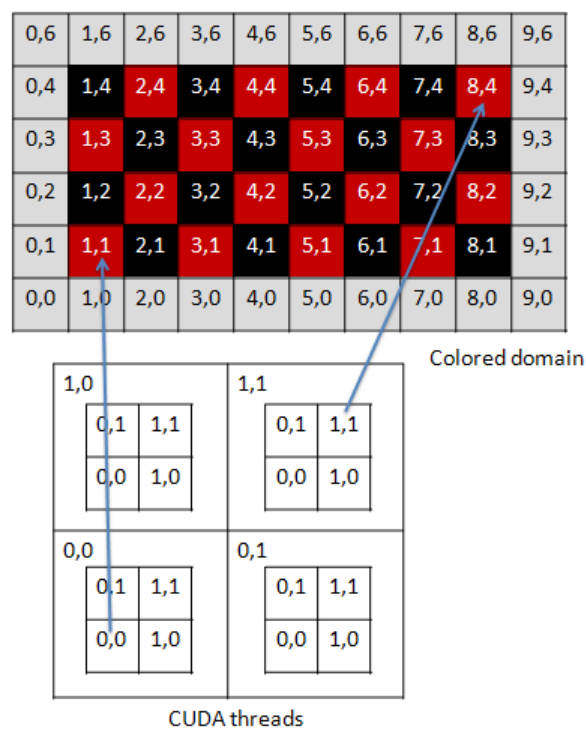 0,6 1,6 2,6 3,6 4,6 5,6 6,6 7,6 8,6 9,6
0,4 1,4 2,4 3,4 4,4 5,4 6,4 7,4 8,4 9,4
0,3 1,3 2,3 3,3 4,3 5,3 6,3 7,3 8,3 9,3
0,2 1,2 2,2 3,2 4,2 5,2 6,2 7,2 8,2 9,2
0,1 1,1 2,1 3,1 4,1 5,1 6,1 7,1 8,1 9,1
0,0 1,0 2,0 3,0 4,0 5,0 6,0 7,0 8,0 9,0
Colored domain
1,0 1,1
0,1 1,1 0,1 1,1
0,0 1,0 0,0 1,0
0,0 0,1
0,1 1,1 0,1 1,1
0,0 1,0 0,0 1,0
CUDA threads